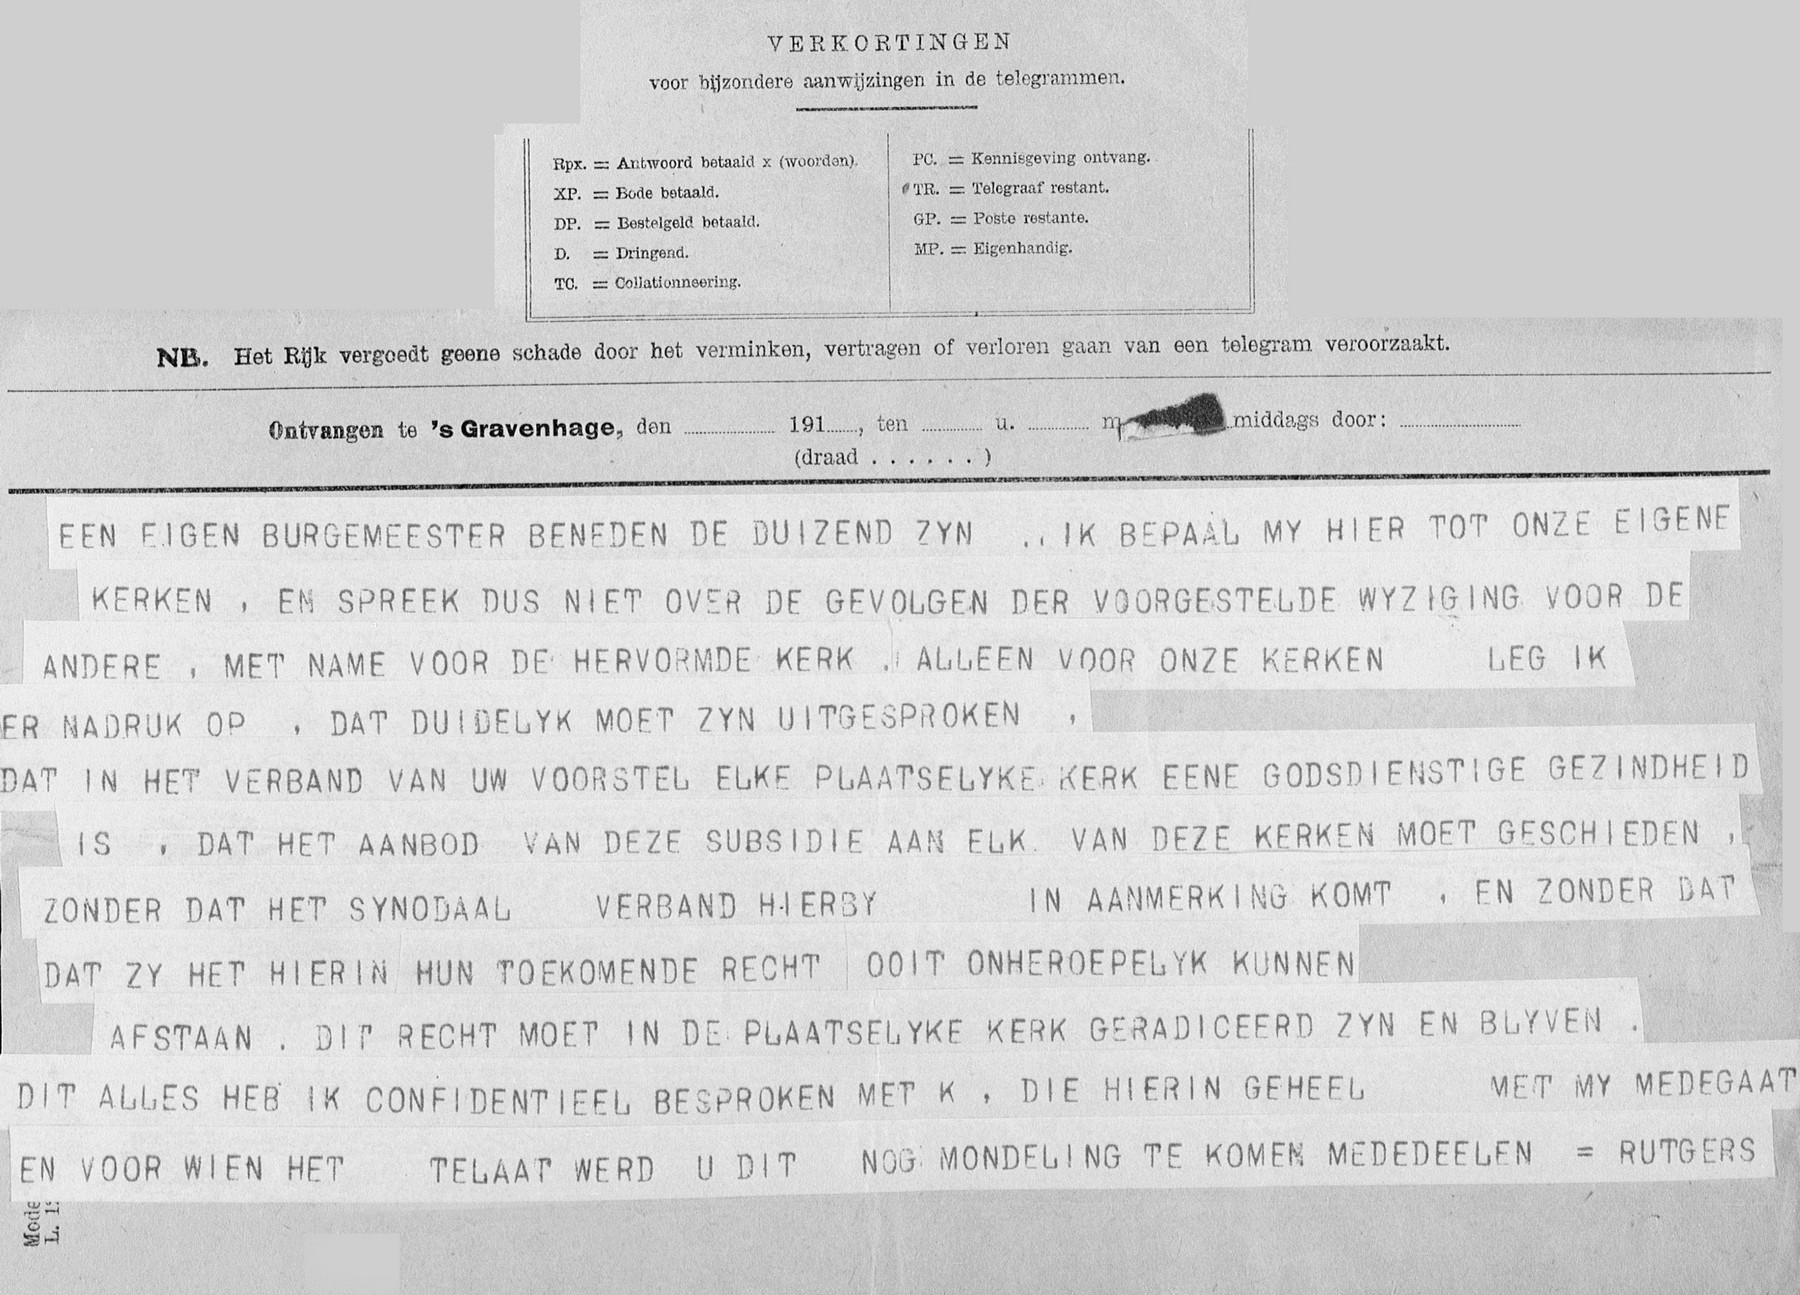 VERKORTINGEN
voor bijzondere aanwijzingen in de telegrammen.
Rpx. = Antwoord betaald x (woorden).
XP. = Bode betaald.
DP. = Bestelgeld betaald.
D. = Dringend.
TC. = Collationneering.
PC. = Kennisgeving ontvang.
TR. = Telegraaf restant.
GP. = Poste restante.
MP. = Eigenhandig.
NB. Het Rijk vergoedt geene schade door het verminken, vertragen of verloren gaan van een telegram veroorzaakt.
Ontvangen te 's Gravenhage, den ........ 191...., ten ........ u. ........ m middags door: ........
(draad . . . . . . )
EEN EIGEN BURGEMEESTER BENEDEN DE DUIZEND ZYN .. IK BEPAAL MY HIER TOT ONZE EIGENE
KERKEN , EN SPREEK DUS NIET OVER DE GEVOLGEN DER VOORGESTELDE WYZIGING VOOR DE
ANDERE , MET NAME VOOR DE HERVORMDE KERK . ALLEEN VOOR ONZE KERKEN LEG IK
ER NADRUK OP , DAT DUIDELYK MOET ZYN UITGESPROKEN ,
DAT IN HET VERBAND VAN UW VOORSTEL ELKE PLAATSELYKE KERK EENE GODSDIENSTIGE GEZINDHEID
IS , DAT HET AANBOD VAN DEZE SUBSIDIE AAN ELK VAN DEZE KERKEN MOET GESCHIEDEN ,
ZONDER DAT HET SYNODAAL VERBAND HIERBY IN AANMERKING KOMT , EN ZONDER DAT
DAT ZY HET HIERIN HUN TOEKOMENDE RECHT OOIT ONHEROEPELYK KUNNEN
AFSTAAN . DIT RECHT MOET IN DE PLAATSELYKE KERK GERADICEERD ZYN EN BLYVEN .
DIT ALLES HEB IK CONFIDENTIEEL BESPROKEN MET K , DIE HIERIN GEHEEL MET MY MEDEGAAT
EN VOOR WIEN HET TELAAT WERD U DIT NOG MONDELING TE KOMEN MEDEDEELEN = RUTGERS
Mode
L. 1